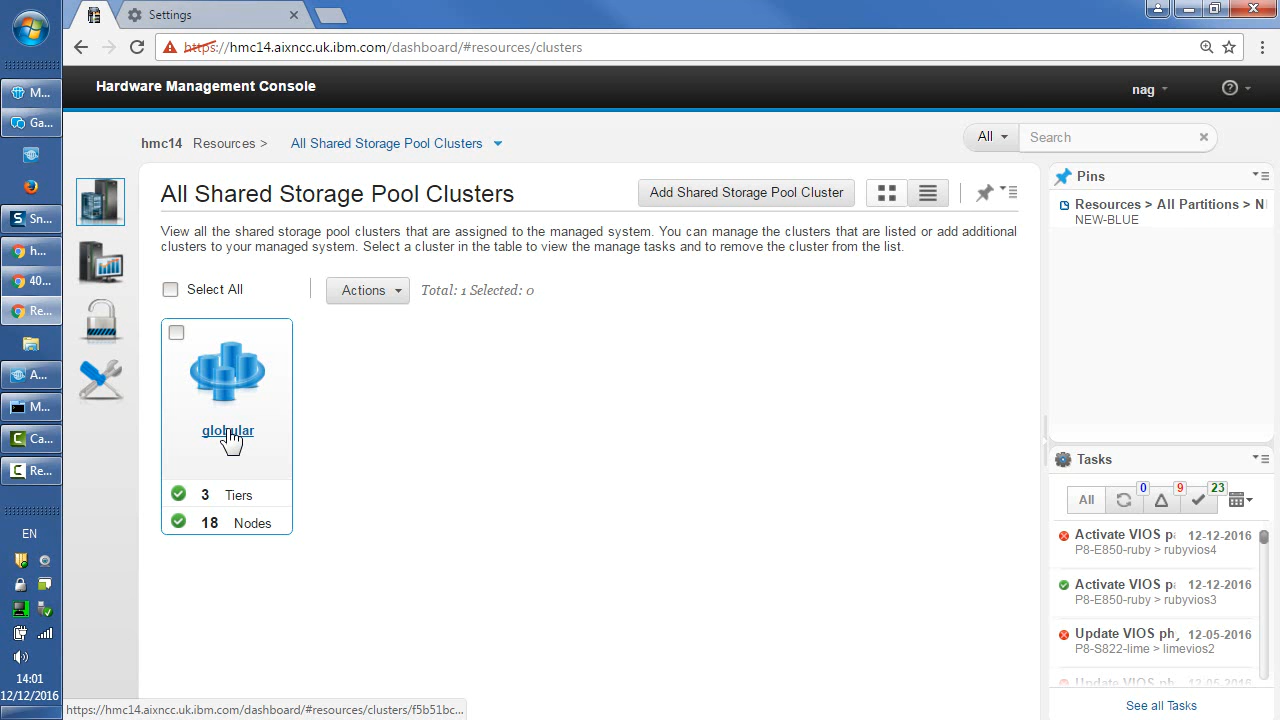 Settings
https://hmc14.aixncc.uk.ibm.com/dashboard/#resources/clusters
Hardware Management Console
nag
hmc14 Resources > All Shared Storage Pool Clusters
All Search
All Shared Storage Pool Clusters
Add Shared Storage Pool Cluster
View all the shared storage pool clusters that are assigned to the managed system. You can manage the clusters that are listed or add additional
clusters to your managed system. Select a cluster in the table to view the manage tasks and to remove the cluster from the list.
Select All
Actions
Total: 1 Selected: 0
globular
3 Tiers
18 Nodes
Pins
Resources > All Partitions > N
NEW-BLUE
Tasks
All
0
9
23
Activate VIOS p 12-12-2016
P8-E850-ruby > rubyvios4
Activate VIOS p 12-12-2016
P8-E850-ruby > rubyvios3
Update VIOS ph 12-05-2016
P8-S822-lime > limevios2
Update VIOS ph 12-05-2016
See all Tasks
M...
Ga...
Sn...
h...
40...
Re...
A...
M...
Ca...
Re...
EN
14:01
12/12/2016
https://hmc14.aixncc.uk.ibm.com/dashboard/#resources/clusters/f5b51bc...